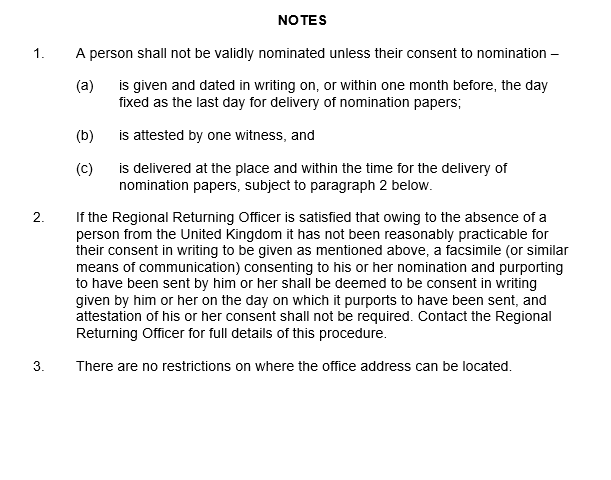 NOTES
1. A person shall not be validly nominated unless their consent to nomination –
(a) is given and dated in writing on, or within one month before, the day
fixed as the last day for delivery of nomination papers;
(b) is attested by one witness, and
(c) is delivered at the place and within the time for the delivery of
nomination papers, subject to paragraph 2 below.
2. If the Regional Returning Officer is satisfied that owing to the absence of a
person from the United Kingdom it has not been reasonably practicable for
their consent in writing to be given as mentioned above, a facsimile (or similar
means of communication) consenting to his or her nomination and purporting
to have been sent by him or her shall be deemed to be consent in writing
given by him or her on the day on which it purports to have been sent, and
attestation of his or her consent shall not be required. Contact the Regional
Returning Officer for full details of this procedure.
3. There are no restrictions on where the office address can be located.